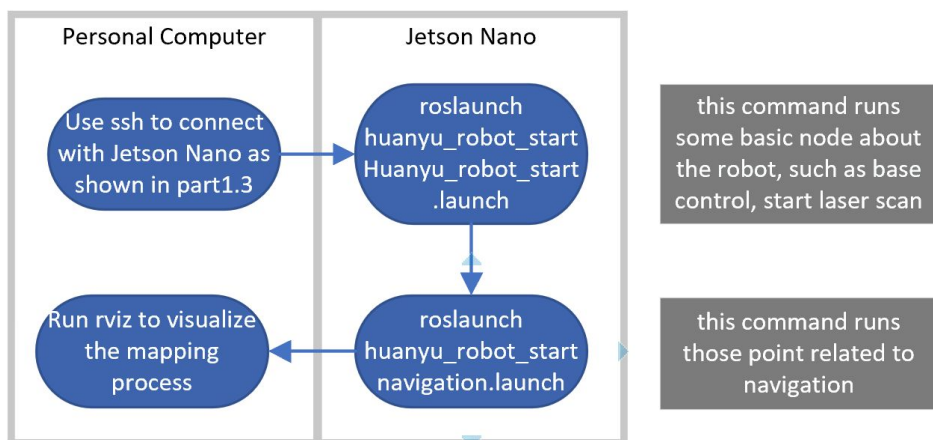 Personal Computer
Jetson Nano
Use ssh to connect
with Jetson Nano as
shown in part1.3
roslaunch
huanyu_robot_start
Huanyu_robot_start
.launch
this command runs
some basic node about
the robot, such as base
control, start laser scan
Run rviz to visualize
the mapping
process
roslaunch
huanyu_robot_start
navigation.launch
this command runs
those point related to
navigation